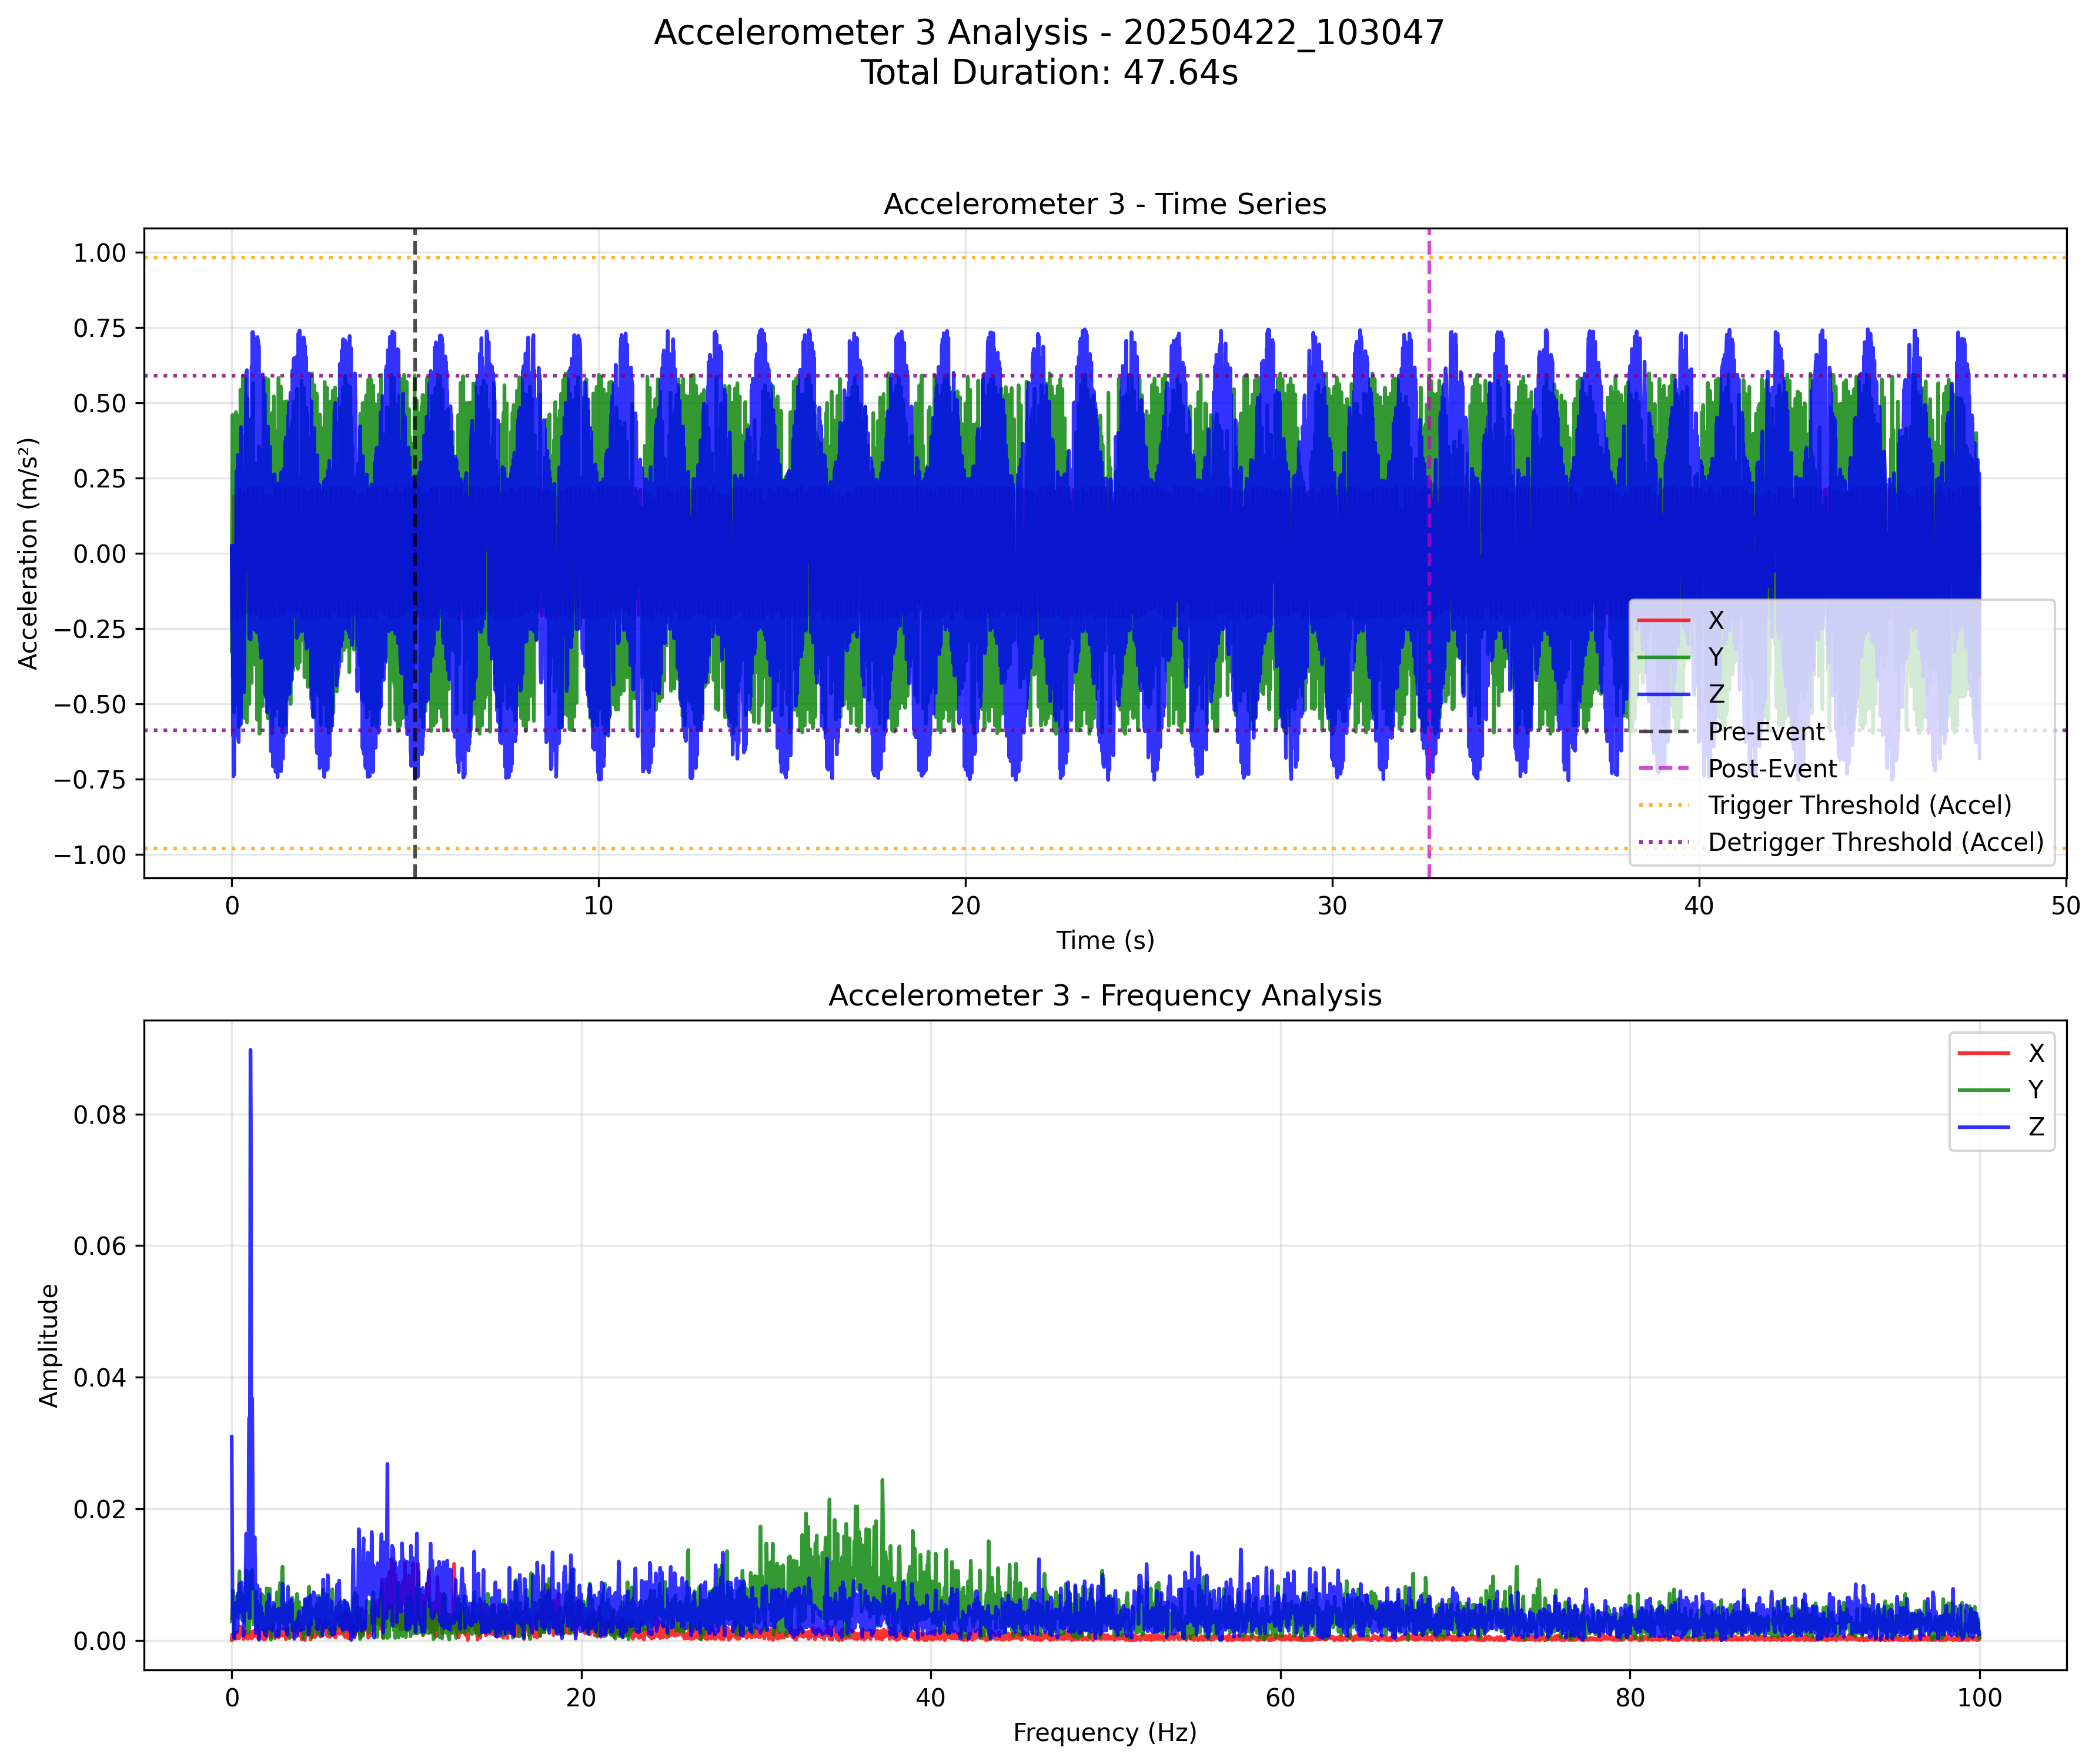 Accelerometer 3 Analysis - 20250422_103047
Total Duration: 47.64s
Accelerometer 3 - Time Series
Acceleration (m/s²)
1.00
0.75
0.50
0.25
0.00
−0.25
−0.50
−0.75
−1.00
X
Y
Z
Pre-Event
Post-Event
Trigger Threshold (Accel)
Detrigger Threshold (Accel)
0 10 20 30 40 50
Time (s)
Accelerometer 3 - Frequency Analysis
Amplitude
0.08
0.06
0.04
0.02
0.00
X
Y
Z
0 20 40 60 80 100
Frequency (Hz)